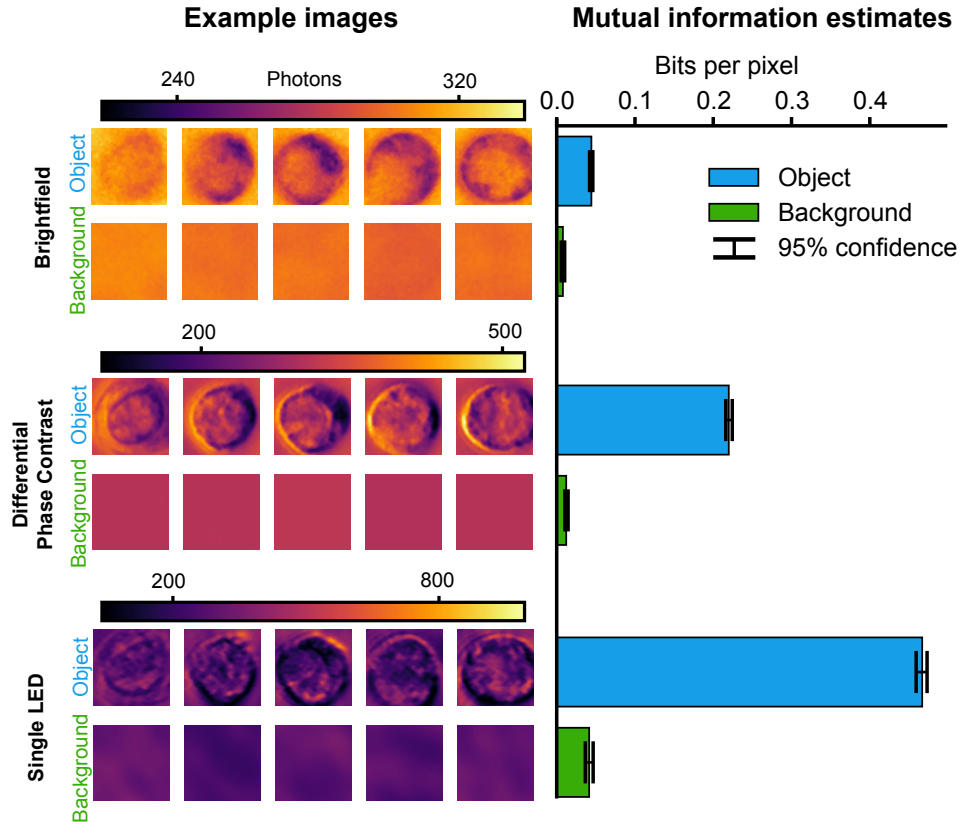 Example images
Mutual information estimates
Bits per pixel
0.0 0.1 0.2 0.3 0.4
240 Photons 320
Brightfield
Object
Background
Object
Background
95% confidence
200 500
Differential
Phase Contrast
Object
Background
200 800
Single LED
Object
Background